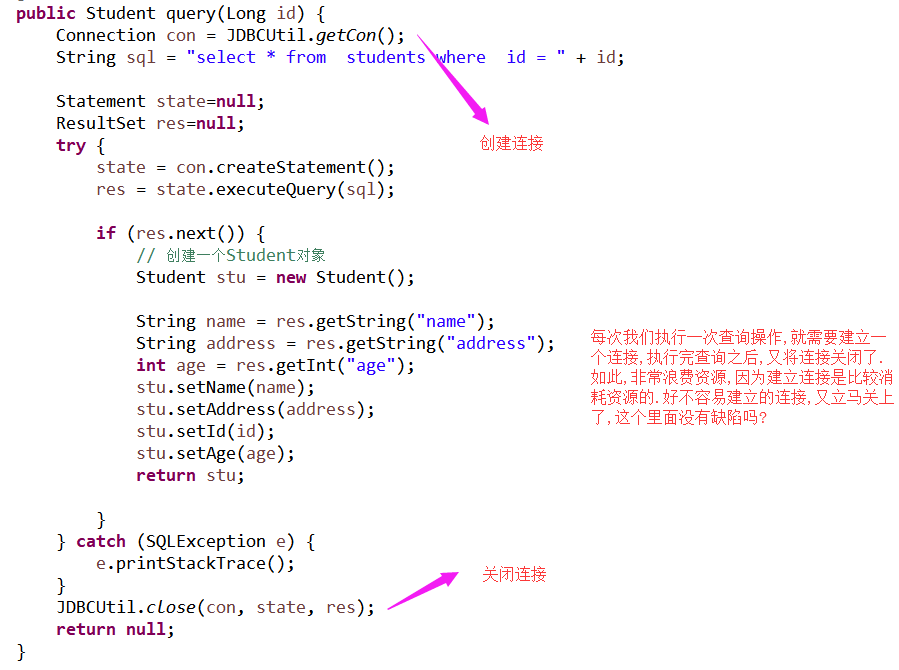 public Student query(Long id) {
Connection con = JDBCUtil.getCon();
String sql = "select * from  students where  id = " + id;
Statement state=null;
ResultSet res=null;
try {
创建连接
state = con.createStatement();
res = state.executeQuery(sql);
if (res.next()) {
// 创建一个Student对象
Student stu = new Student();
String name = res.getString("name");
String address = res.getString("address");
int age = res.getInt("age");
stu.setName(name);
stu.setAddress(address);
stu.setId(id);
stu.setAge(age);
return stu;
每次我们执行一次查询操作,就需要建立一
个连接,执行完查询之后,又将连接关闭了.
如此,非常浪费资源,因为建立连接是比较消
耗资源的.好不容易建立的连接,又立马关上
了,这个里面没有缺陷吗?
}
} catch (SQLException e) {
e.printStackTrace();
}
关闭连接
JDBCUtil.close(con, state, res);
return null;
}